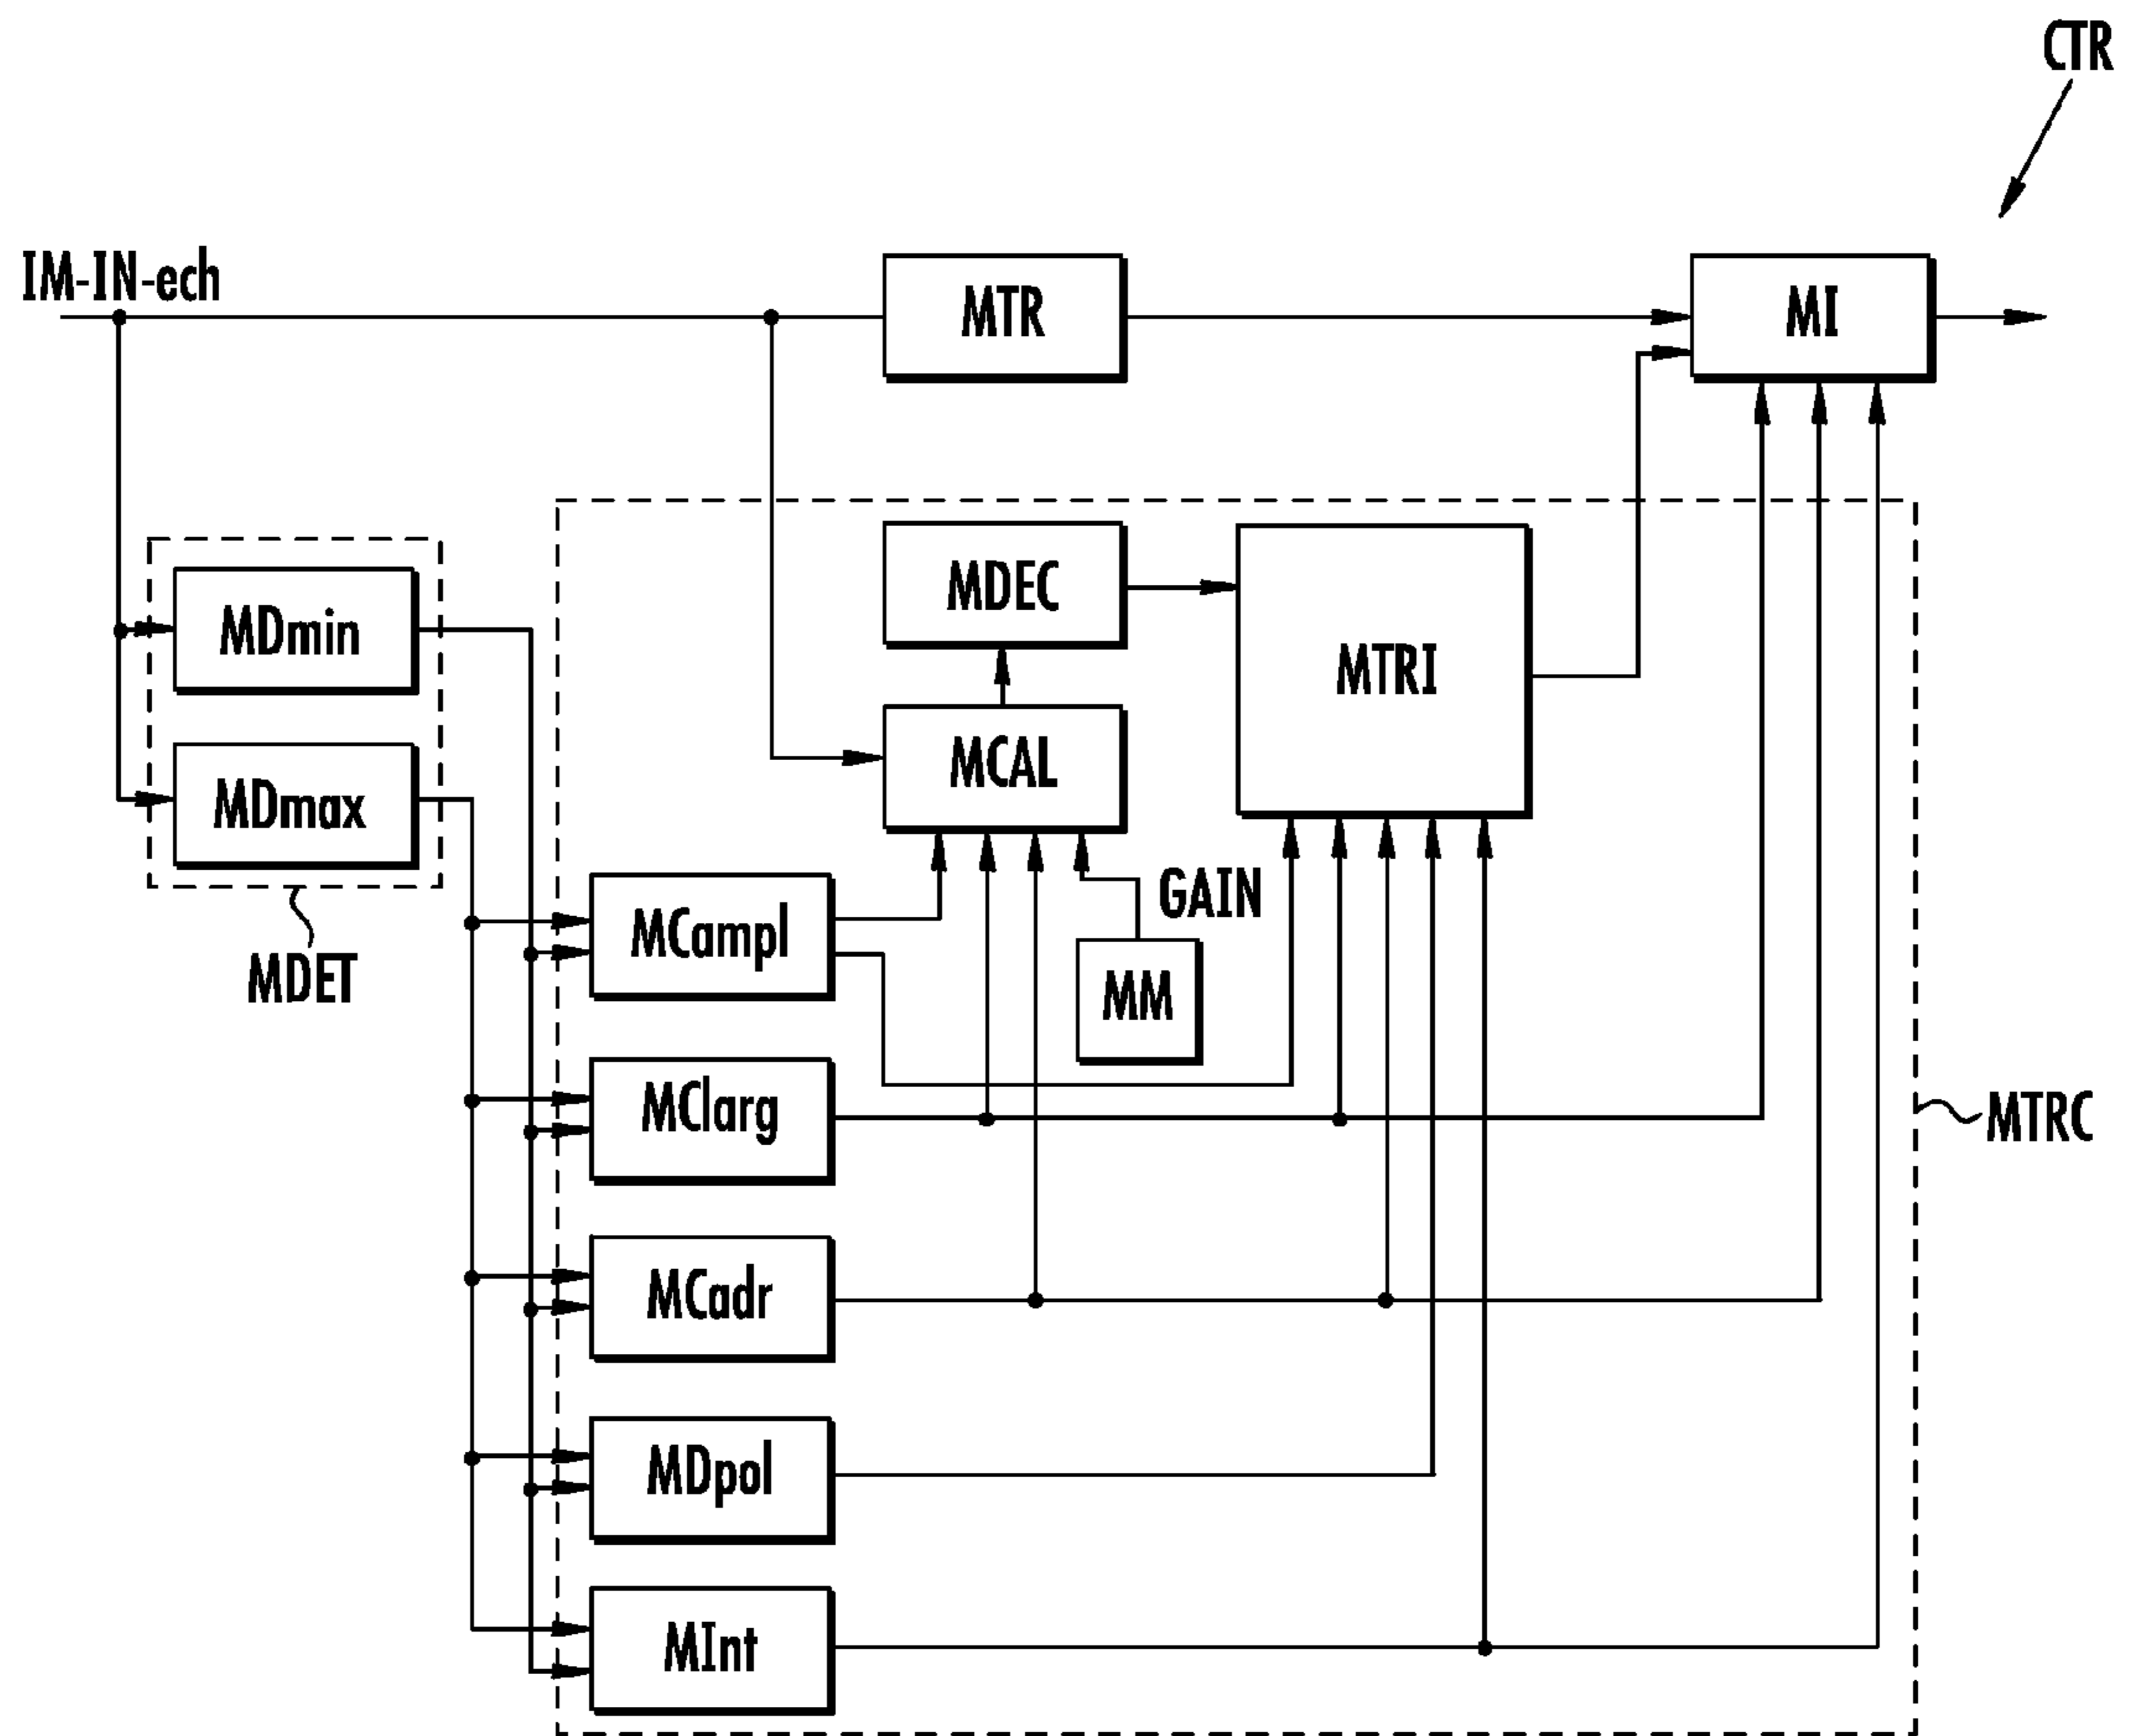 CTR
IM-IN-ech
MTR
MI
MDmin
MDEC
MTRI
MDmax
MCAL
GAIN
MCampl
MDET
MM
MClarg
MTRC
MCadr
MDpol
MInt